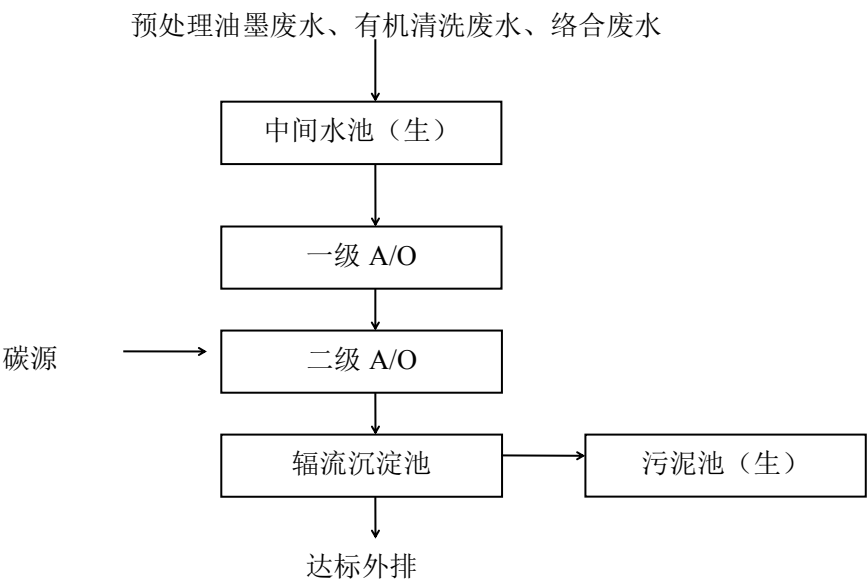 预处理油墨废水、有机清洗废水、络合废水
中间水池（生）
一级 A/O
碳源
二级 A/O
辐流沉淀池
污泥池（生）
达标外排